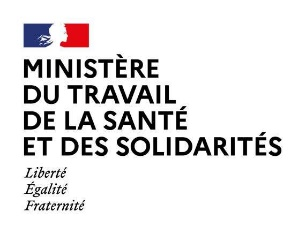 MINISTÈRE
DU TRAVAIL
DE LA SANTÉ
ET DES SOLIDARITÉS
Liberté
Égalité
Fraternité